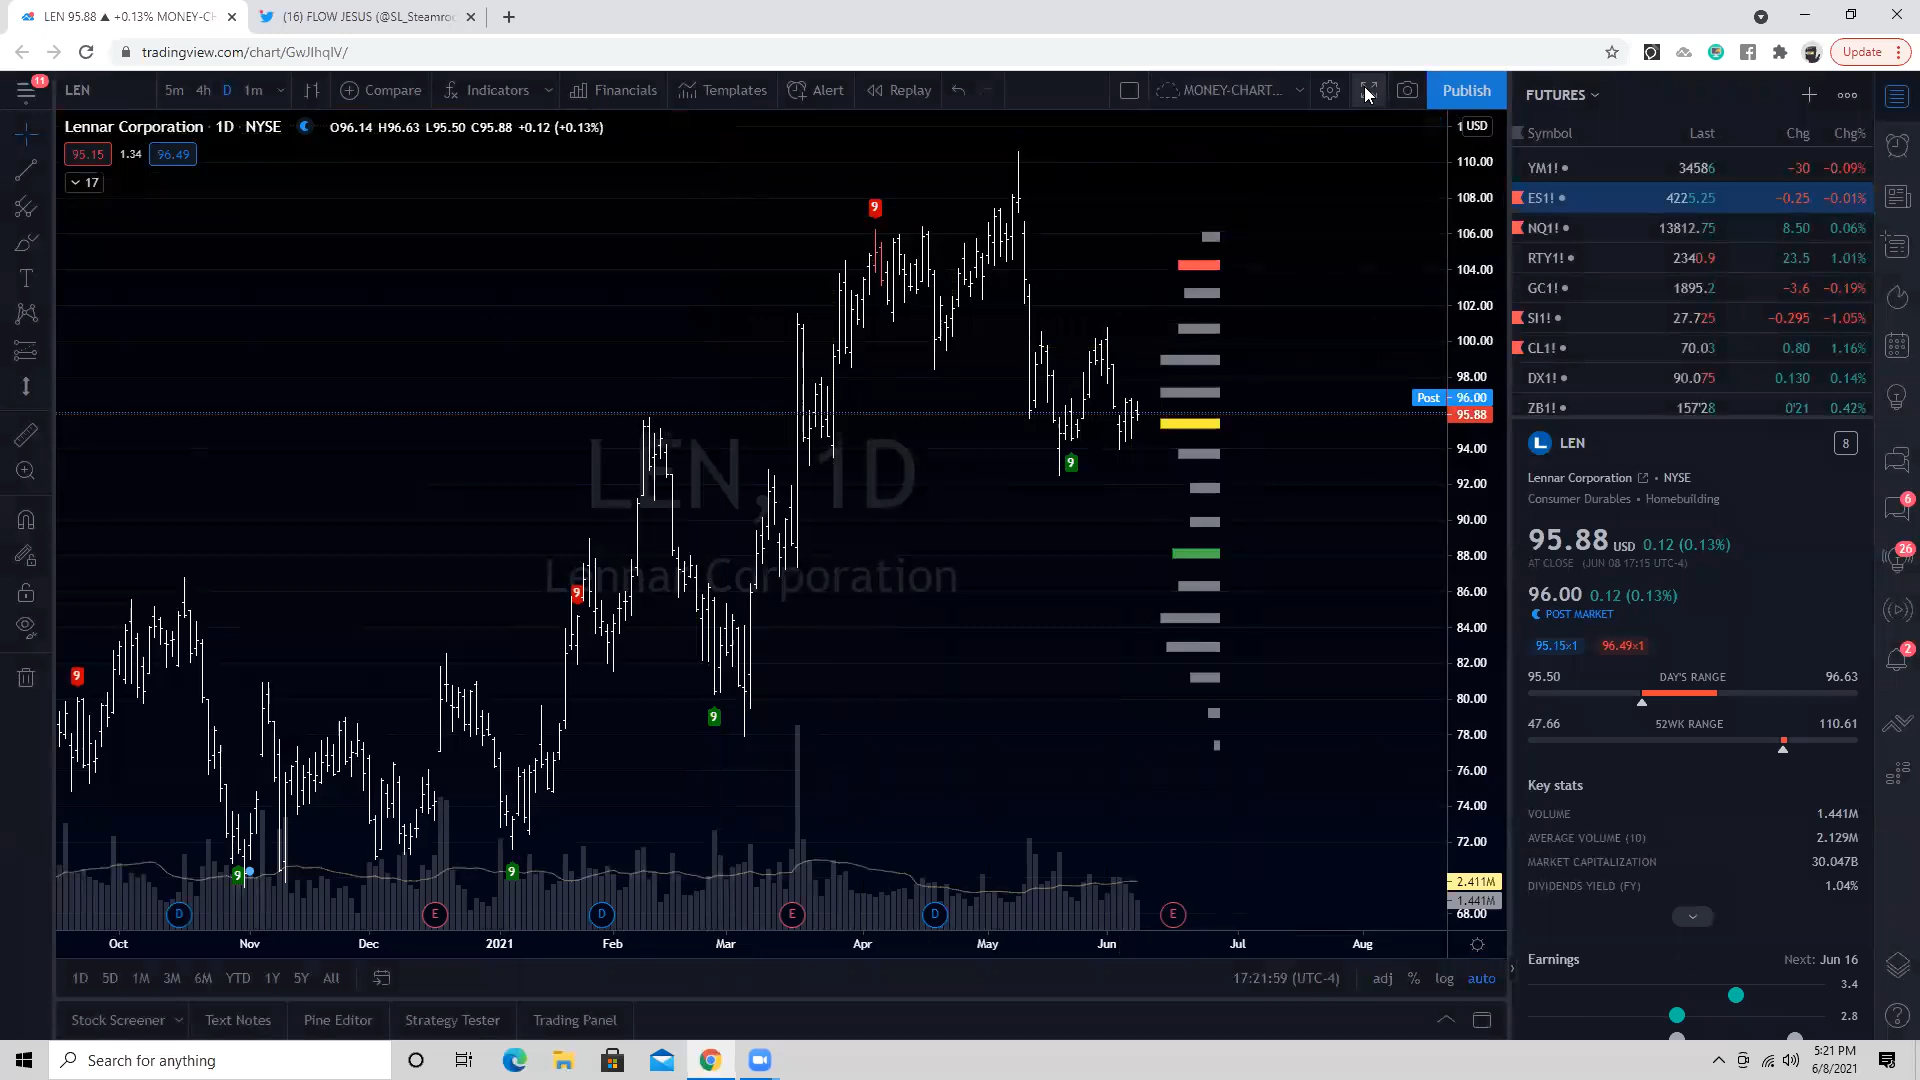 LEN 95.88 ▲ +0.13% MONEY-CH
(16) FLOW JESUS (@SL_Steamro
tradingview.com/chart/GwJIhqIV/
Update
11
LEN
5m 4h D 1m
Compare
Indicators
Financials
Templates
Alert
Replay
MONEY-CHART...
Publish
Lennar Corporation · 1D · NYSE
O96.14 H96.63 L95.50 C95.88 +0.12 (+0.13%)
95.15 1.34 96.49
17
LEN, 1D
Lennar Corporation
9
9
9
9
9
9
9
USD
110.00
108.00
106.00
104.00
102.00
100.00
98.00
Post 96.00
95.88
94.00
92.00
90.00
88.00
86.00
84.00
82.00
80.00
78.00
76.00
74.00
72.00
2.411M
1.441M
68.00
D E D E D E
Oct Nov Dec 2021 Feb Mar Apr May Jun Jul Aug
1D 5D 1M 3M 6M YTD 1Y 5Y All
17:21:59 (UTC-4) adj % log auto
Stock Screener Text Notes Pine Editor Strategy Tester Trading Panel
FUTURES
Symbol Last Chg Chg%
YM1! 34586 −30 −0.09%
ES1! 4225.25 −0.25 −0.01%
NQ1! 13812.75 8.50 0.06%
RTY1! 2340.9 23.5 1.01%
GC1! 1895.2 −3.6 −0.19%
SI1! 27.725 −0.295 −1.05%
CL1! 70.03 0.80 1.16%
DX1! 90.075 0.130 0.14%
ZB1! 157'28 0'21 0.42%
L LEN 8
Lennar Corporation • NYSE
Consumer Durables • Homebuilding
95.88 USD 0.12 (0.13%)
AT CLOSE (JUN 08 17:15 UTC-4)
96.00 0.12 (0.13%)
POST MARKET
95.15×1 96.49×1
95.50 DAY'S RANGE 96.63
47.66 52WK RANGE 110.61
Key stats
VOLUME 1.441M
AVERAGE VOLUME (10) 2.129M
MARKET CAPITALIZATION 30.047B
DIVIDENDS YIELD (FY) 1.04%
Earnings Next: Jun 16
3.4
2.8
6
26
2
Search for anything
5:21 PM
6/8/2021